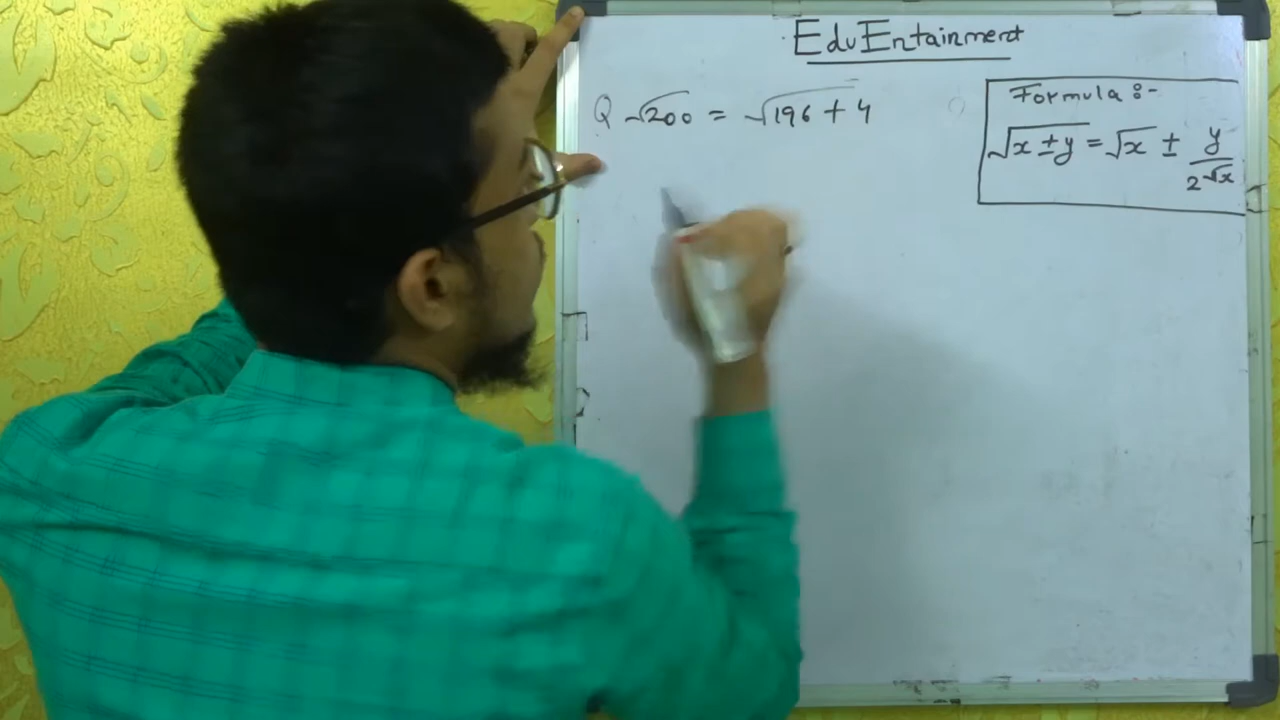 EduEntainment
Q √200 = √196 + 4
Formula :-
√x ± y = √x ± y/2√x